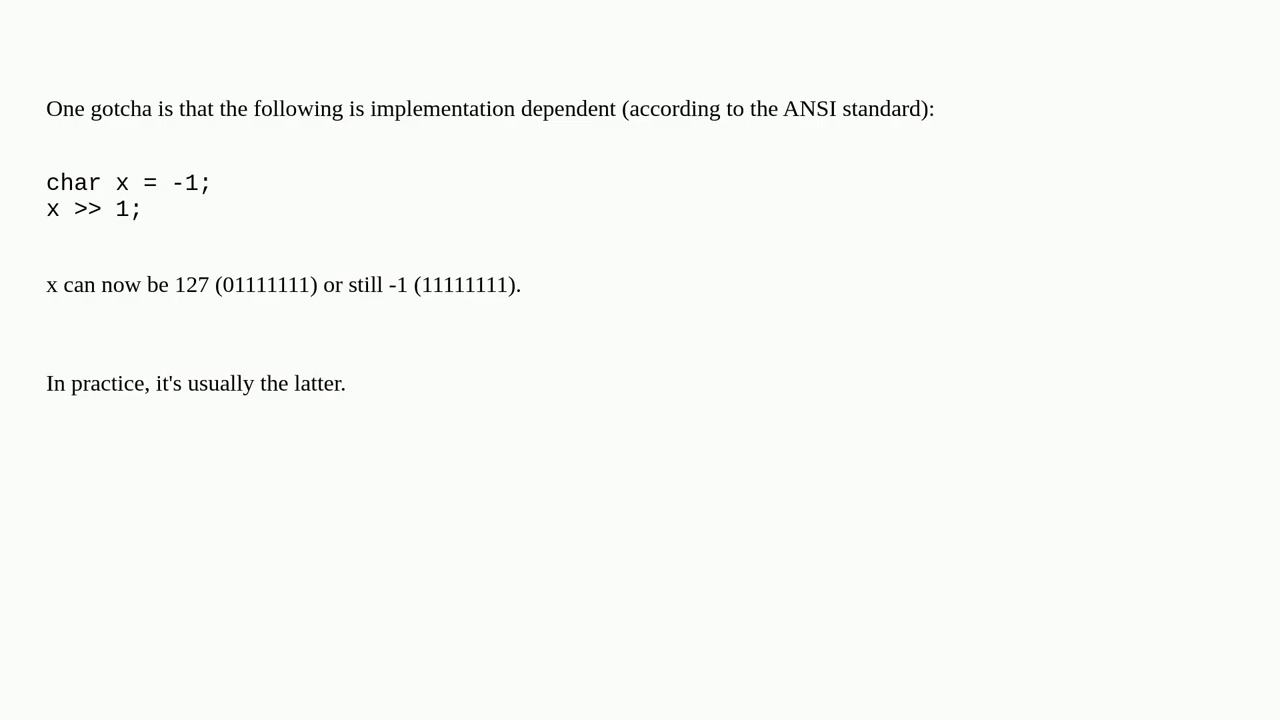 One gotcha is that the following is implementation dependent (according to the ANSI standard):
char x = -1;
x >> 1;
x can now be 127 (01111111) or still -1 (11111111).
In practice, it's usually the latter.